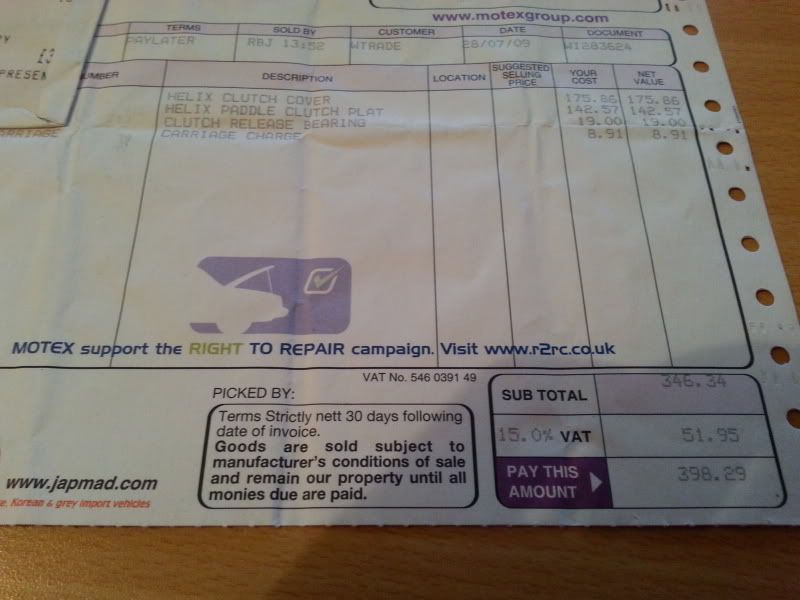 www.motexgroup.com
TERMS SOLD BY CUSTOMER DATE DOCUMENT
PAYLATER RBJ 13:52 WTRADE 28/07/09 W1283624
£3
PRESEN
NUMBER DESCRIPTION LOCATION SUGGESTED SELLING PRICE YOUR COST NET VALUE
HELIX CLUTCH COVER 175.86 175.86
HELIX PADDLE CLUTCH PLAT 142.57 142.57
CLUTCH RELEASE BEARING 19.00 19.00
CARRIAGE CARRIAGE CHARGE 8.91 8.91
MOTEX support the RIGHT TO REPAIR campaign. Visit www.r2rc.co.uk
VAT No. 546 0391 49
PICKED BY:
Terms Strictly nett 30 days following
date of invoice.
Goods are sold subject to
manufacturer's conditions of sale
and remain our property until all
monies due are paid.
SUB TOTAL 346.34
15.0% VAT 51.95
PAY THIS
AMOUNT 398.29
www.japmad.com
Korean & grey import vehicles